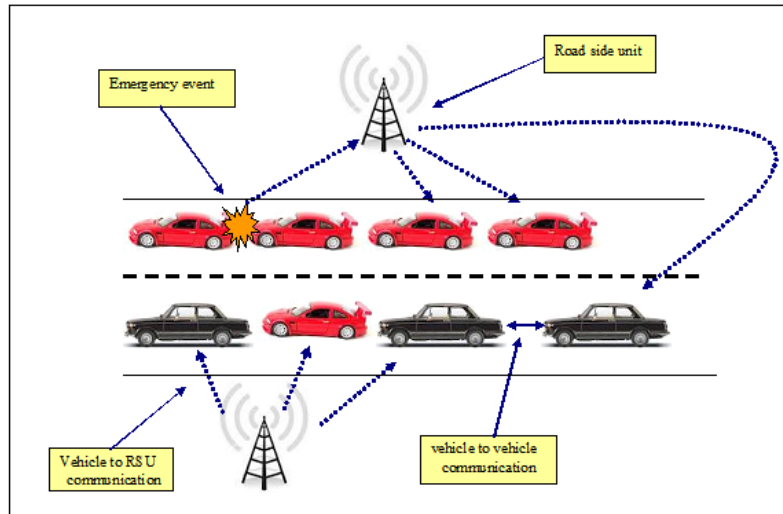 Road side unit
Emergency event
Vehicle to RSU
communication
vehicle to vehicle
communication